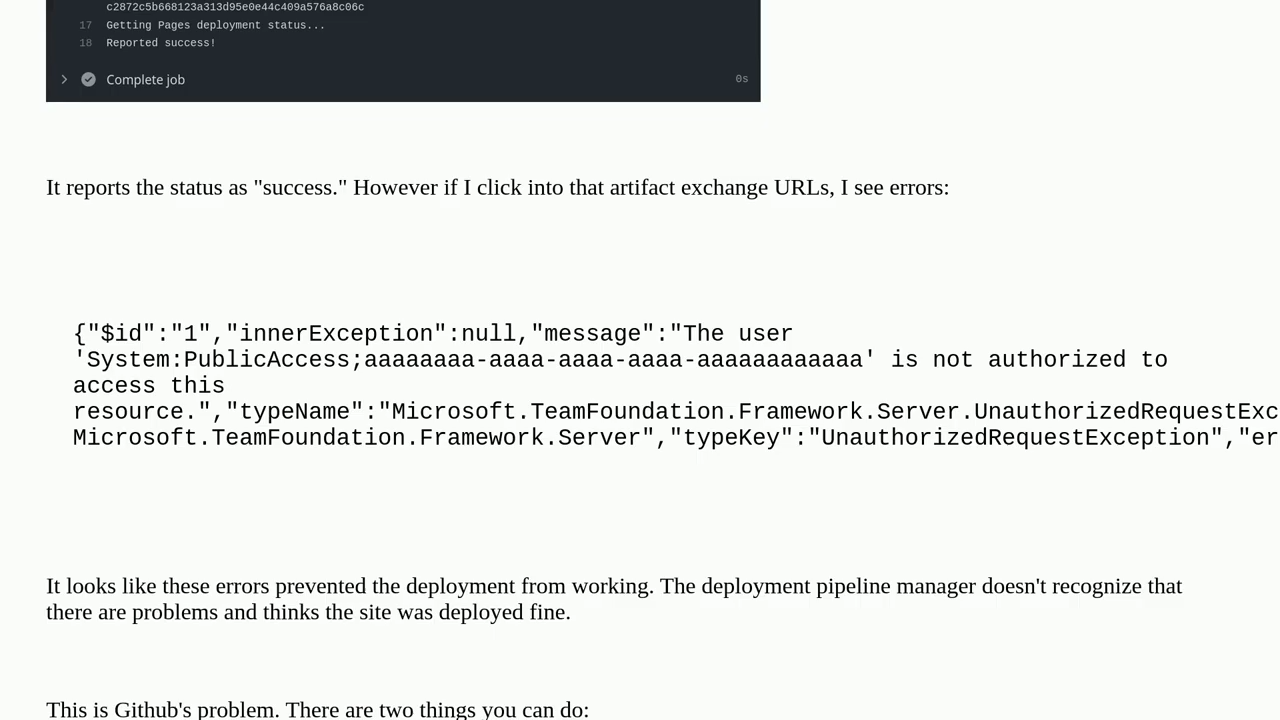 c2872c5b668123a313d95e0e44c409a576a8c06c
17 Getting Pages deployment status...
18 Reported success!
Complete job 0s
It reports the status as "success." However if I click into that artifact exchange URLs, I see errors:
{"$id":"1","innerException":null,"message":"The user
'System:PublicAccess;aaaaaaaa-aaaa-aaaa-aaaa-aaaaaaaaaaaa' is not authorized to
access this
resource.","typeName":"Microsoft.TeamFoundation.Framework.Server.UnauthorizedRequestExc
Microsoft.TeamFoundation.Framework.Server","typeKey":"UnauthorizedRequestException","er
It looks like these errors prevented the deployment from working. The deployment pipeline manager doesn't recognize that
there are problems and thinks the site was deployed fine.
This is Github's problem. There are two things you can do: